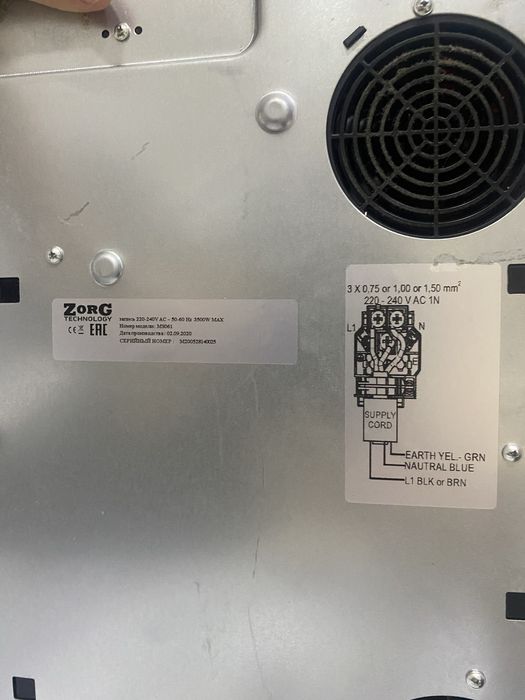 ZORG
TECHNOLOGY
CE EAC
запись 220-240V AC ~ 50-60 Hz 3500W MAX
Номер модели: MS061
Дата производства: 02.09.2020
СЕРИЙНЫЙ НОМЕР : M200528140025
3 X 0,75 or 1,00 or 1,50 mm²
220 - 240 V AC 1N
L1 N
E
SUPPLY
CORD
EARTH YEL.- GRN
NAUTRAL BLUE
L1 BLK or BRN